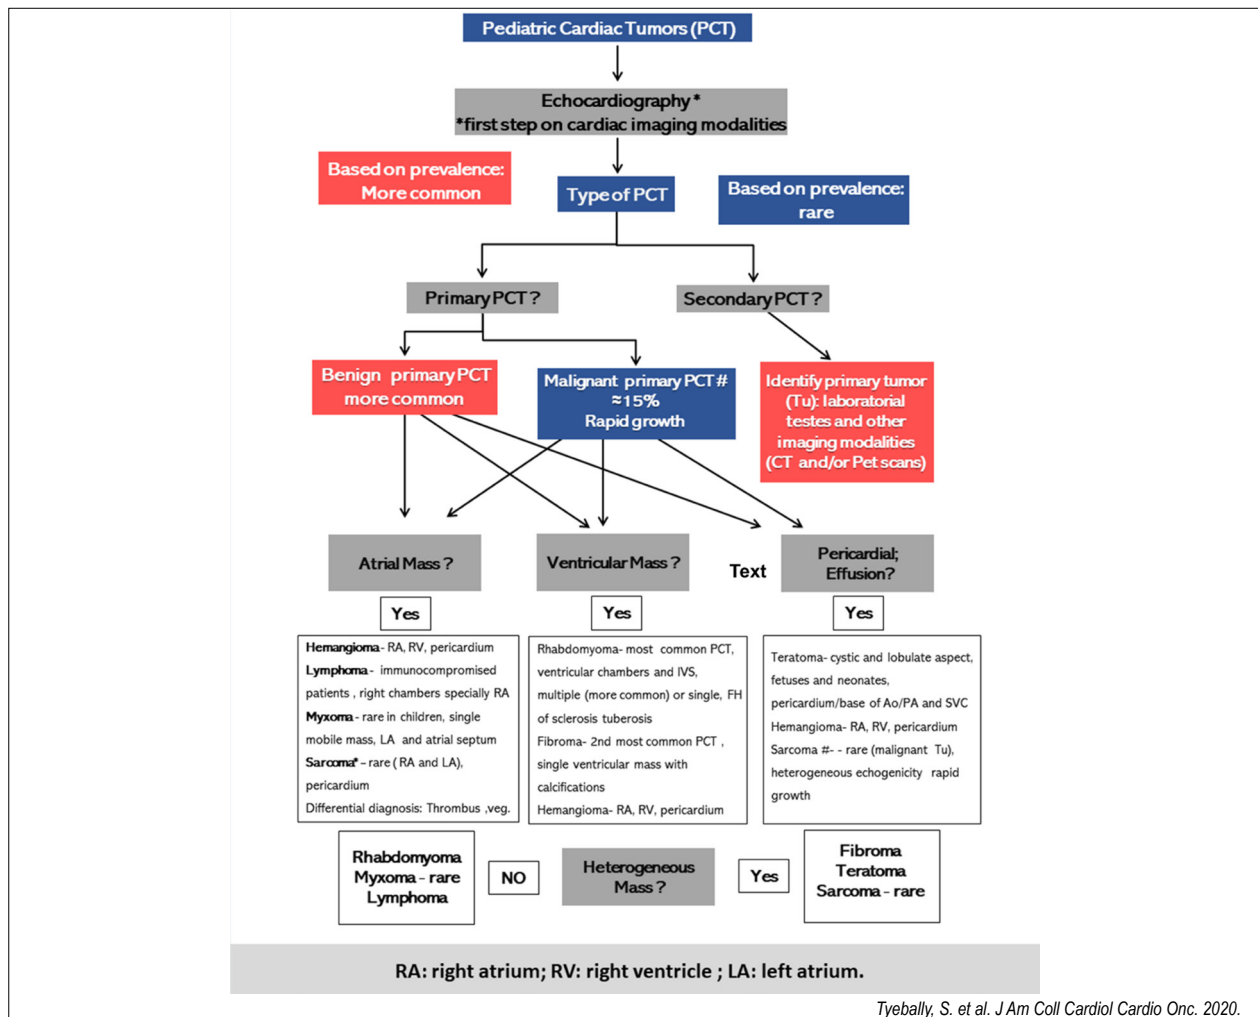 Pediatric Cardiac Tumors (PCT)
Echocardiography *
*first step on cardiac imaging modalities
Based on prevalence:
More common
Type of PCT
Based on prevalence:
rare
Primary PCT ?
Secondary PCT ?
Benign primary PCT
more common
Malignant primary PCT #
≈15%
Rapid growth
Identify primary tumor
(Tu): laboratorial
testes and other
imaging modalities
(CT and/or Pet scans)
Atrial Mass ?
Ventricular Mass ?
Text
Pericardial;
Effusion?
Yes
Yes
Yes
Hemangioma - RA, RV, pericardium
Lymphoma - immunocompromised
patients , right chambers specially RA
Myxoma - rare in children, single
mobile mass, LA and atrial septum
Sarcoma* - rare ( RA and LA),
pericardium
Differential diagnosis: Thrombus ,veg.
Rhabdomyoma- most common PCT,
ventricular chambers and IVS,
multiple (more common) or single, FH
of sclerosis tuberosis
Fibroma- 2nd most common PCT ,
single ventricular mass with
calcifications
Hemangioma- RA, RV, pericardium
Teratoma- cystic and lobulate aspect,
fetuses and neonates,
pericardium/base of Ao/PA and SVC
Hemangioma- RA, RV, pericardium
Sarcoma #- - rare (malignant Tu),
heterogeneous echogenicity rapid
growth
Rhabdomyoma
Myxoma - rare
Lymphoma
NO
Heterogeneous
Mass ?
Yes
Fibroma
Teratoma
Sarcoma - rare
RA: right atrium; RV: right ventricle ; LA: left atrium.
Tyebally, S. et al. J Am Coll Cardiol Cardio Onc. 2020.